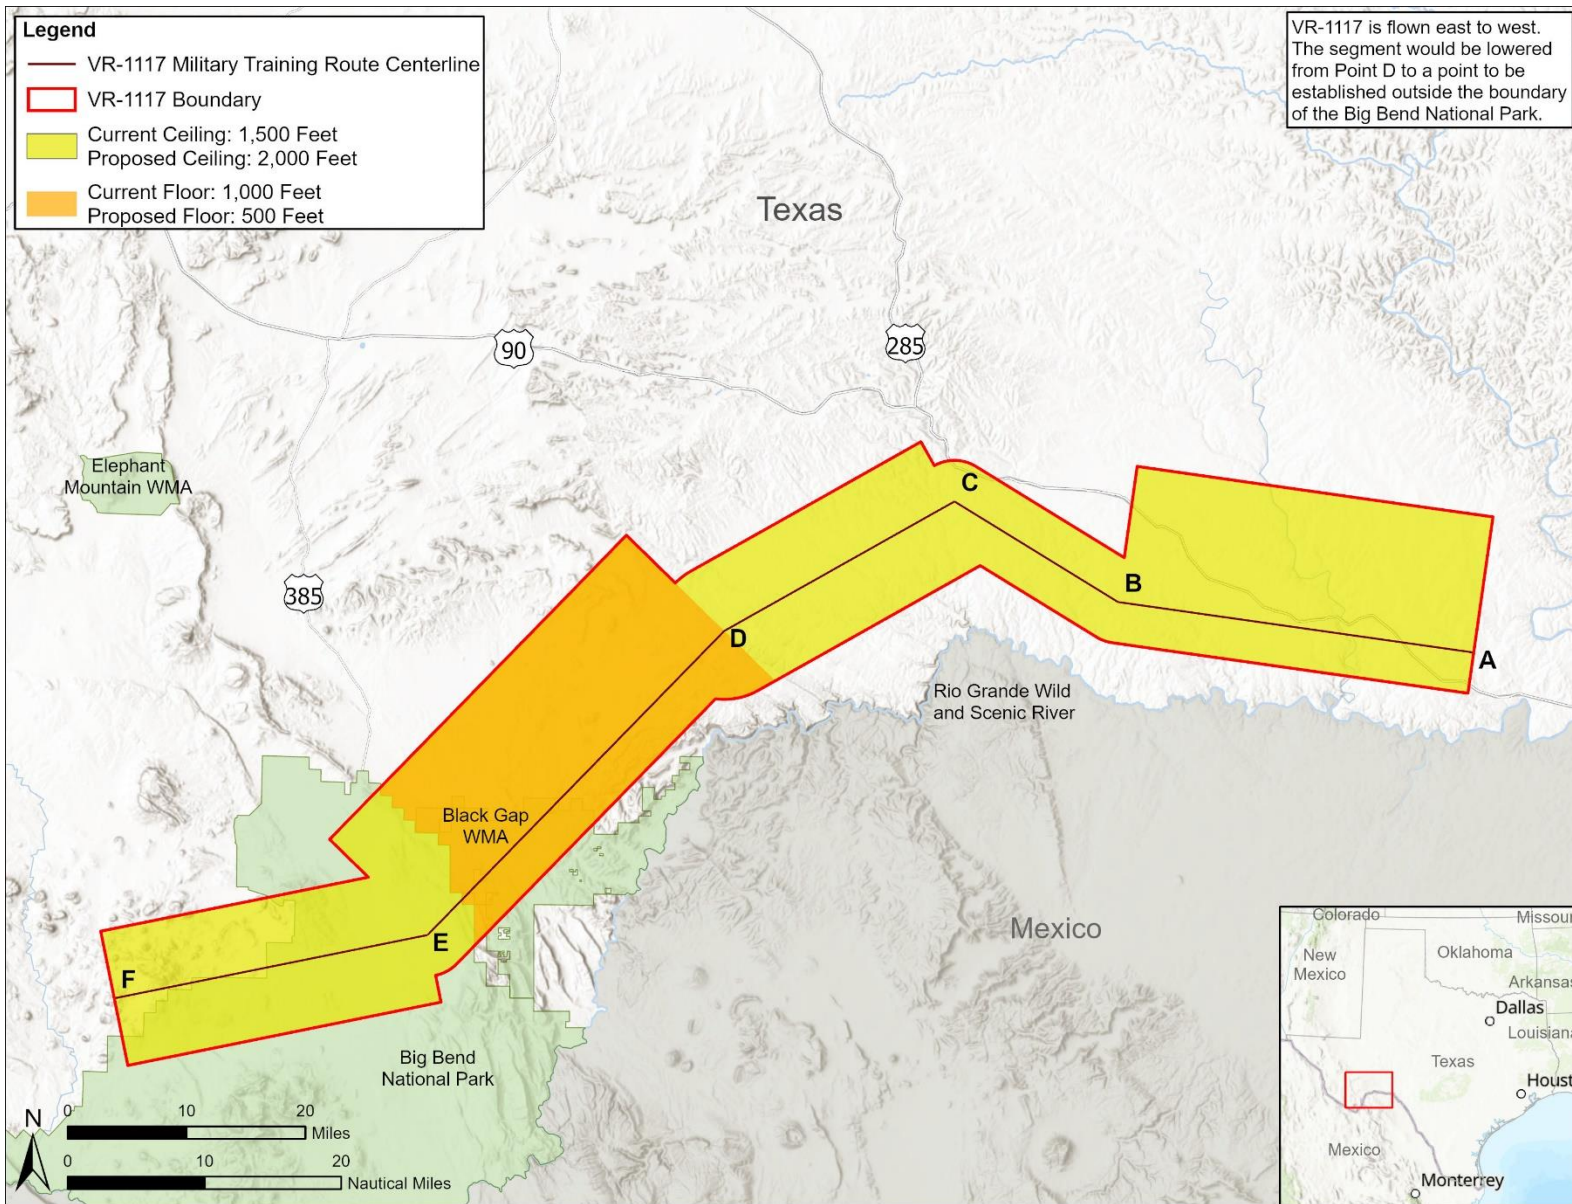 Legend
VR-1117 Military Training Route Centerline
VR-1117 Boundary
Current Ceiling: 1,500 Feet
Proposed Ceiling: 2,000 Feet
Current Floor: 1,000 Feet
Proposed Floor: 500 Feet
VR-1117 is flown east to west.
The segment would be lowered
from Point D to a point to be
established outside the boundary
of the Big Bend National Park.
Texas
90
285
Elephant
Mountain WMA
385
C
B
A
D
Rio Grande Wild
and Scenic River
Black Gap
WMA
E
F
Mexico
Big Bend
National Park
N
0 10 20
Miles
0 10 20
Nautical Miles
Colorado
Missour
New
Mexico
Oklahoma
Arkansas
Dallas
Louisiana
Texas
Houst
Mexico
Monterrey